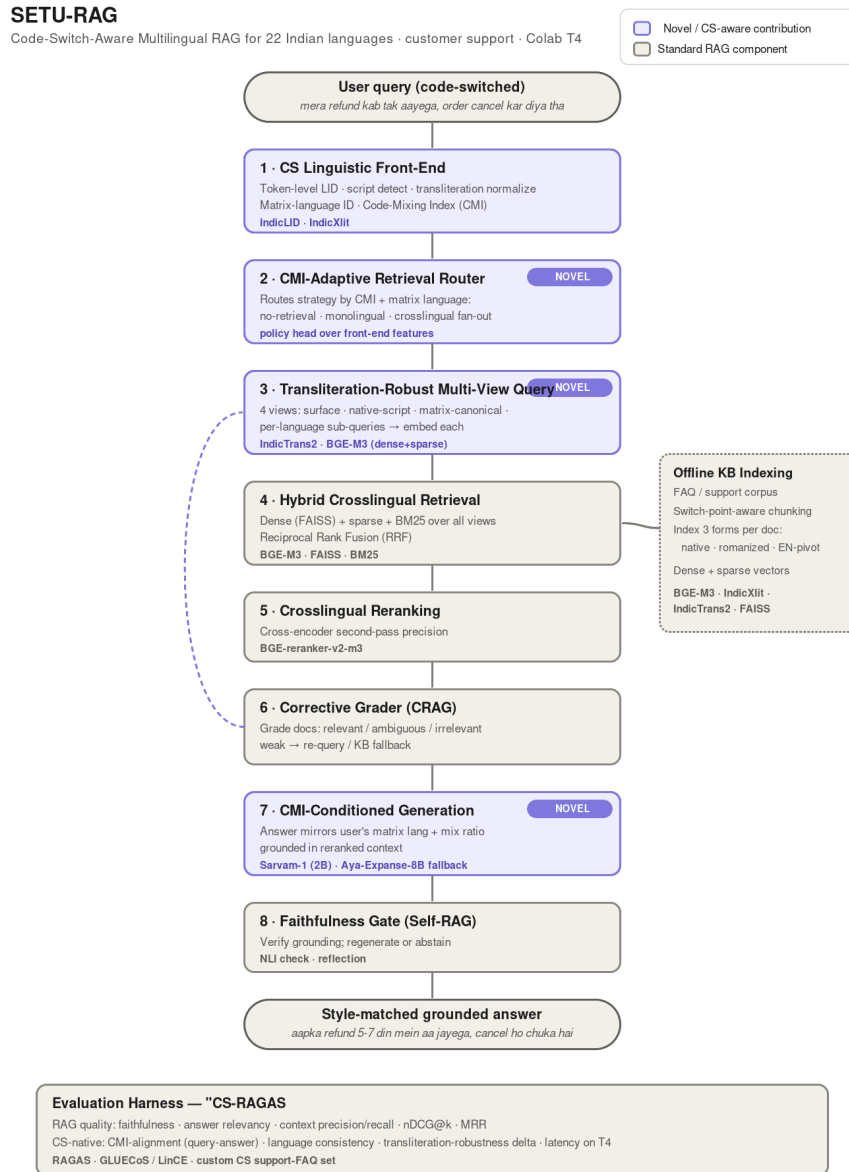 SETU-RAG
Code-Switch-Aware Multilingual RAG for 22 Indian languages · customer support · Colab T4
Novel / CS-aware contribution
Standard RAG component
User query (code-switched)
mera refund kab tak aayega, order cancel kar diya tha
1 · CS Linguistic Front-End
Token-level LID · script detect · transliteration normalize
Matrix-language ID · Code-Mixing Index (CMI)
IndicLID · IndicXlit
2 · CMI-Adaptive Retrieval Router
NOVEL
Routes strategy by CMI + matrix language:
no-retrieval · monolingual · crosslingual fan-out
policy head over front-end features
3 · Transliteration-Robust Multi-View Query
NOVEL
4 views: surface · native-script · matrix-canonical ·
per-language sub-queries → embed each
IndicTrans2 · BGE-M3 (dense+sparse)
4 · Hybrid Crosslingual Retrieval
Dense (FAISS) + sparse + BM25 over all views
Reciprocal Rank Fusion (RRF)
BGE-M3 · FAISS · BM25
Offline KB Indexing
FAQ / support corpus
Switch-point-aware chunking
Index 3 forms per doc:
native · romanized · EN-pivot
Dense + sparse vectors
BGE-M3 · IndicXlit ·
IndicTrans2 · FAISS
5 · Crosslingual Reranking
Cross-encoder second-pass precision
BGE-reranker-v2-m3
6 · Corrective Grader (CRAG)
Grade docs: relevant / ambiguous / irrelevant
weak → re-query / KB fallback
7 · CMI-Conditioned Generation
NOVEL
Answer mirrors user's matrix lang + mix ratio
grounded in reranked context
Sarvam-1 (2B) · Aya-Expanse-8B fallback
8 · Faithfulness Gate (Self-RAG)
Verify grounding; regenerate or abstain
NLI check · reflection
Style-matched grounded answer
aapka refund 5-7 din mein aa jayega, cancel ho chuka hai
Evaluation Harness — "CS-RAGAS
RAG quality: faithfulness · answer relevancy · context precision/recall · nDCG@k · MRR
CS-native: CMI-alignment (query-answer) · language consistency · transliteration-robustness delta · latency on T4
RAGAS · GLUECoS / LinCE · custom CS support-FAQ set